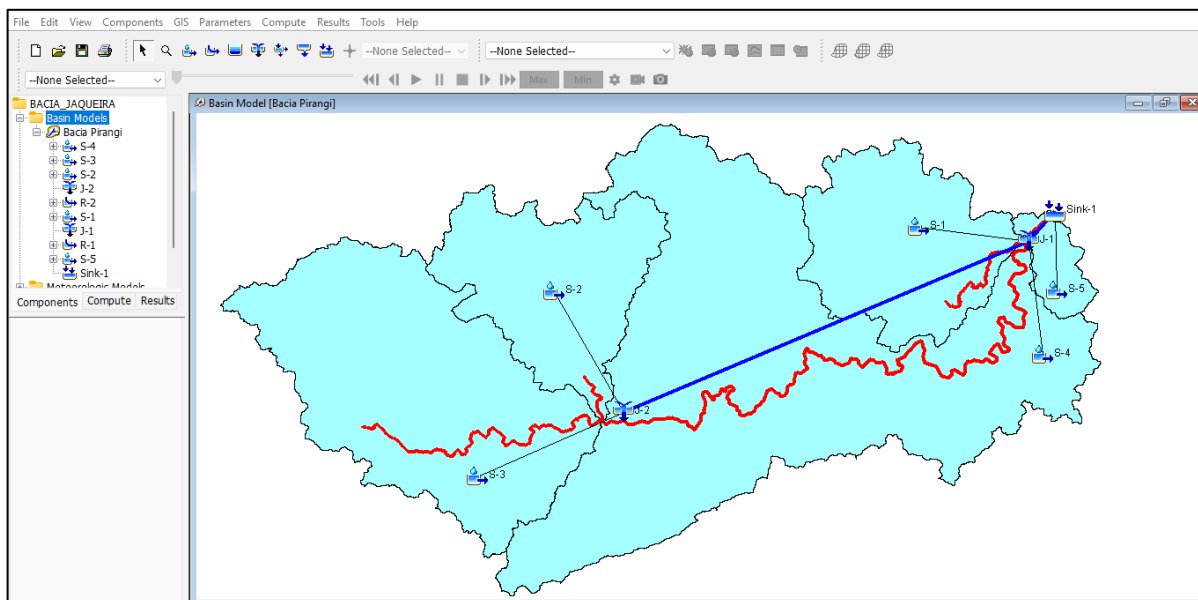 File Edit View Components GIS Parameters Compute Results Tools Help
--None Selected-- --None Selected--
--None Selected-- Max Min
BACIA_JAQUEIRA
Basin Models
Bacia Pirangi
S-4
S-3
S-2
J-2
R-2
S-1
J-1
R-1
S-5
Sink-1
Meteorologic Models
Components Compute Results
Basin Model [Bacia Pirangi]
Sink-1
S-1
J-1
S-2
S-5
S-4
J-2
S-3